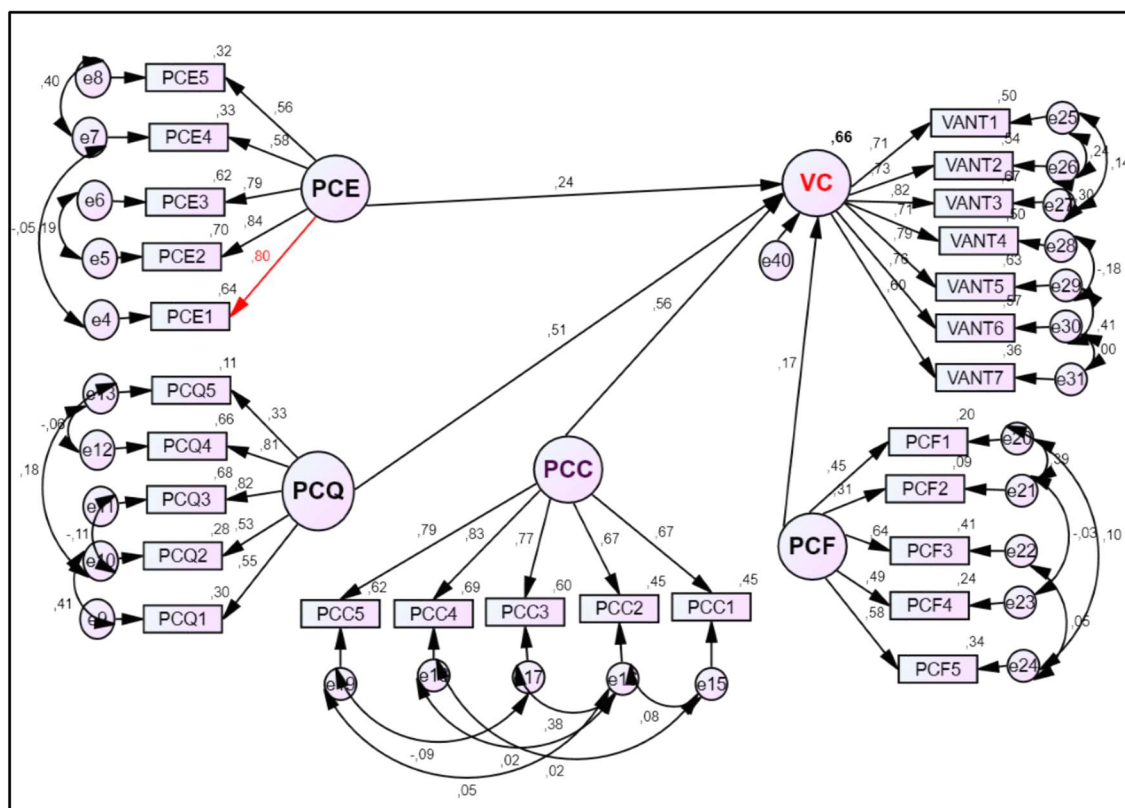 ,32
e8 PCE5
,40 ,56
,33
e7 PCE4 ,58
,62
e6 PCE3 ,79 PCE
-,05 ,19 ,70 ,84
e5 PCE2
,80
,64
e4 PCE1
,24
,66
VC
e40
,50
VANT1 e25
,71 ,54 ,24 ,14
,73 VANT2 e26
,67
,82 VANT3 e27 ,30
,71 ,50
VANT4 e28
,79 ,63 -,18
,76 VANT5 e29
,60 ,57
VANT6 e30 ,41
,36 ,00
VANT7 e31
,11
e13 PCQ5
,33
,66
e12 PCQ4 ,81
,18 ,68
PCQ3 ,82 PCQ
-,11 ,28 ,53
e10 PCQ2 ,55
,41 ,30
e9 PCQ1
,51
,56
,17
PCC
,79 ,83 ,77 ,67 ,67
,62 ,69 ,60 ,45 ,45
PCC5 PCC4 PCC3 PCC2 PCC1
e15
-,09 ,38 ,08
,02 ,02
,05
,20
PCF1 e20
,45 ,09 ,39
,31 PCF2 e21
,41 -,03 ,10
PCF ,64 PCF3 e22
,49 ,24
PCF4 e23
,58 ,34 ,05
PCF5 e24